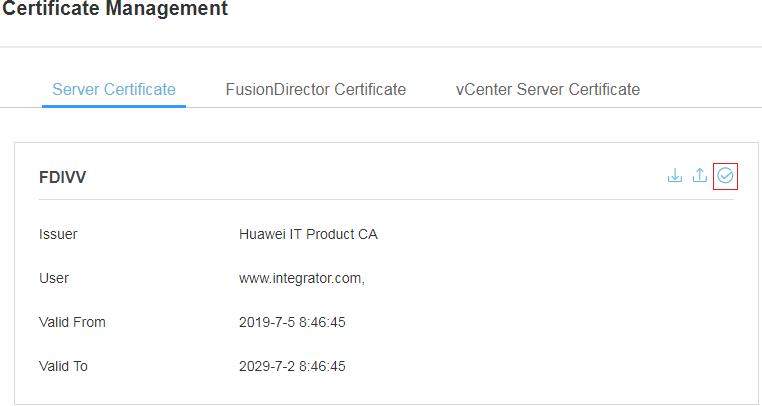 Certificate Management
Server Certificate FusionDirector Certificate vCenter Server Certificate
FDIVV
Issuer Huawei IT Product CA
User www.integrator.com,
Valid From 2019-7-5 8:46:45
Valid To 2029-7-2 8:46:45